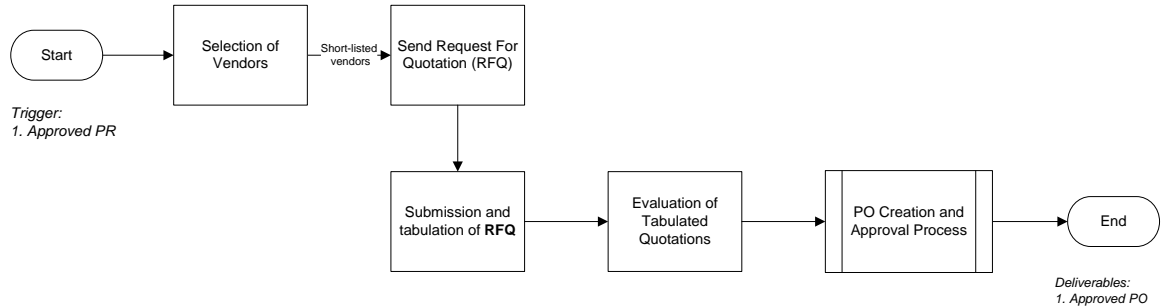 Start
Trigger:
1. Approved PR
Selection of
Vendors
Short-listed
vendors
Send Request For
Quotation (RFQ)
Submission and
tabulation of RFQ
Evaluation of
Tabulated
Quotations
PO Creation and
Approval Process
End
Deliverables:
1. Approved PO